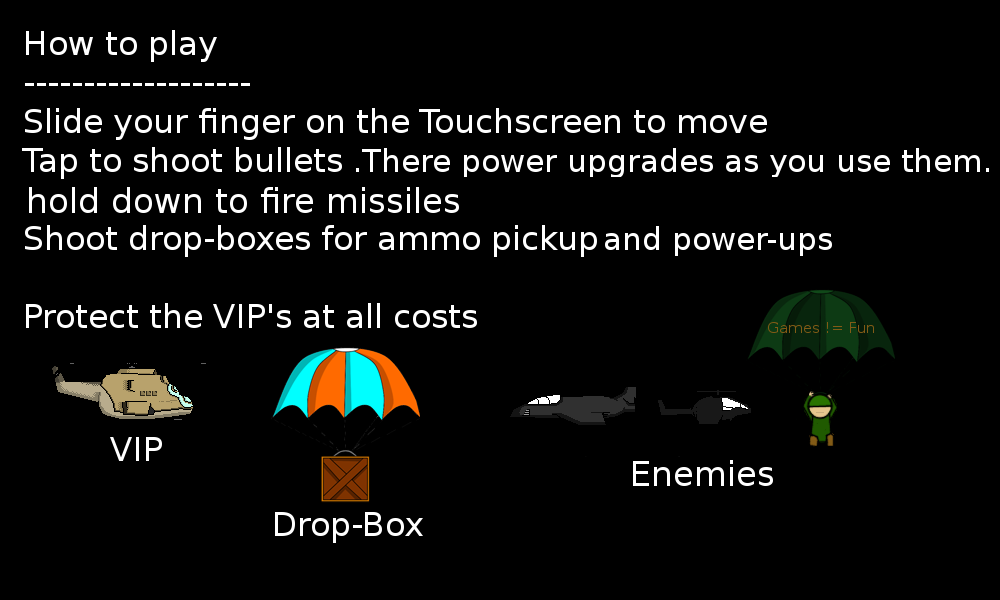 How to play
-------------------
Slide your finger on the Touchscreen to move
Tap to shoot bullets .There power upgrades as you use them.
hold down to fire missiles
Shoot drop-boxes for ammo pickup and power-ups
Protect the VIP's at all costs
Games != Fun
VIP
Enemies
Drop-Box